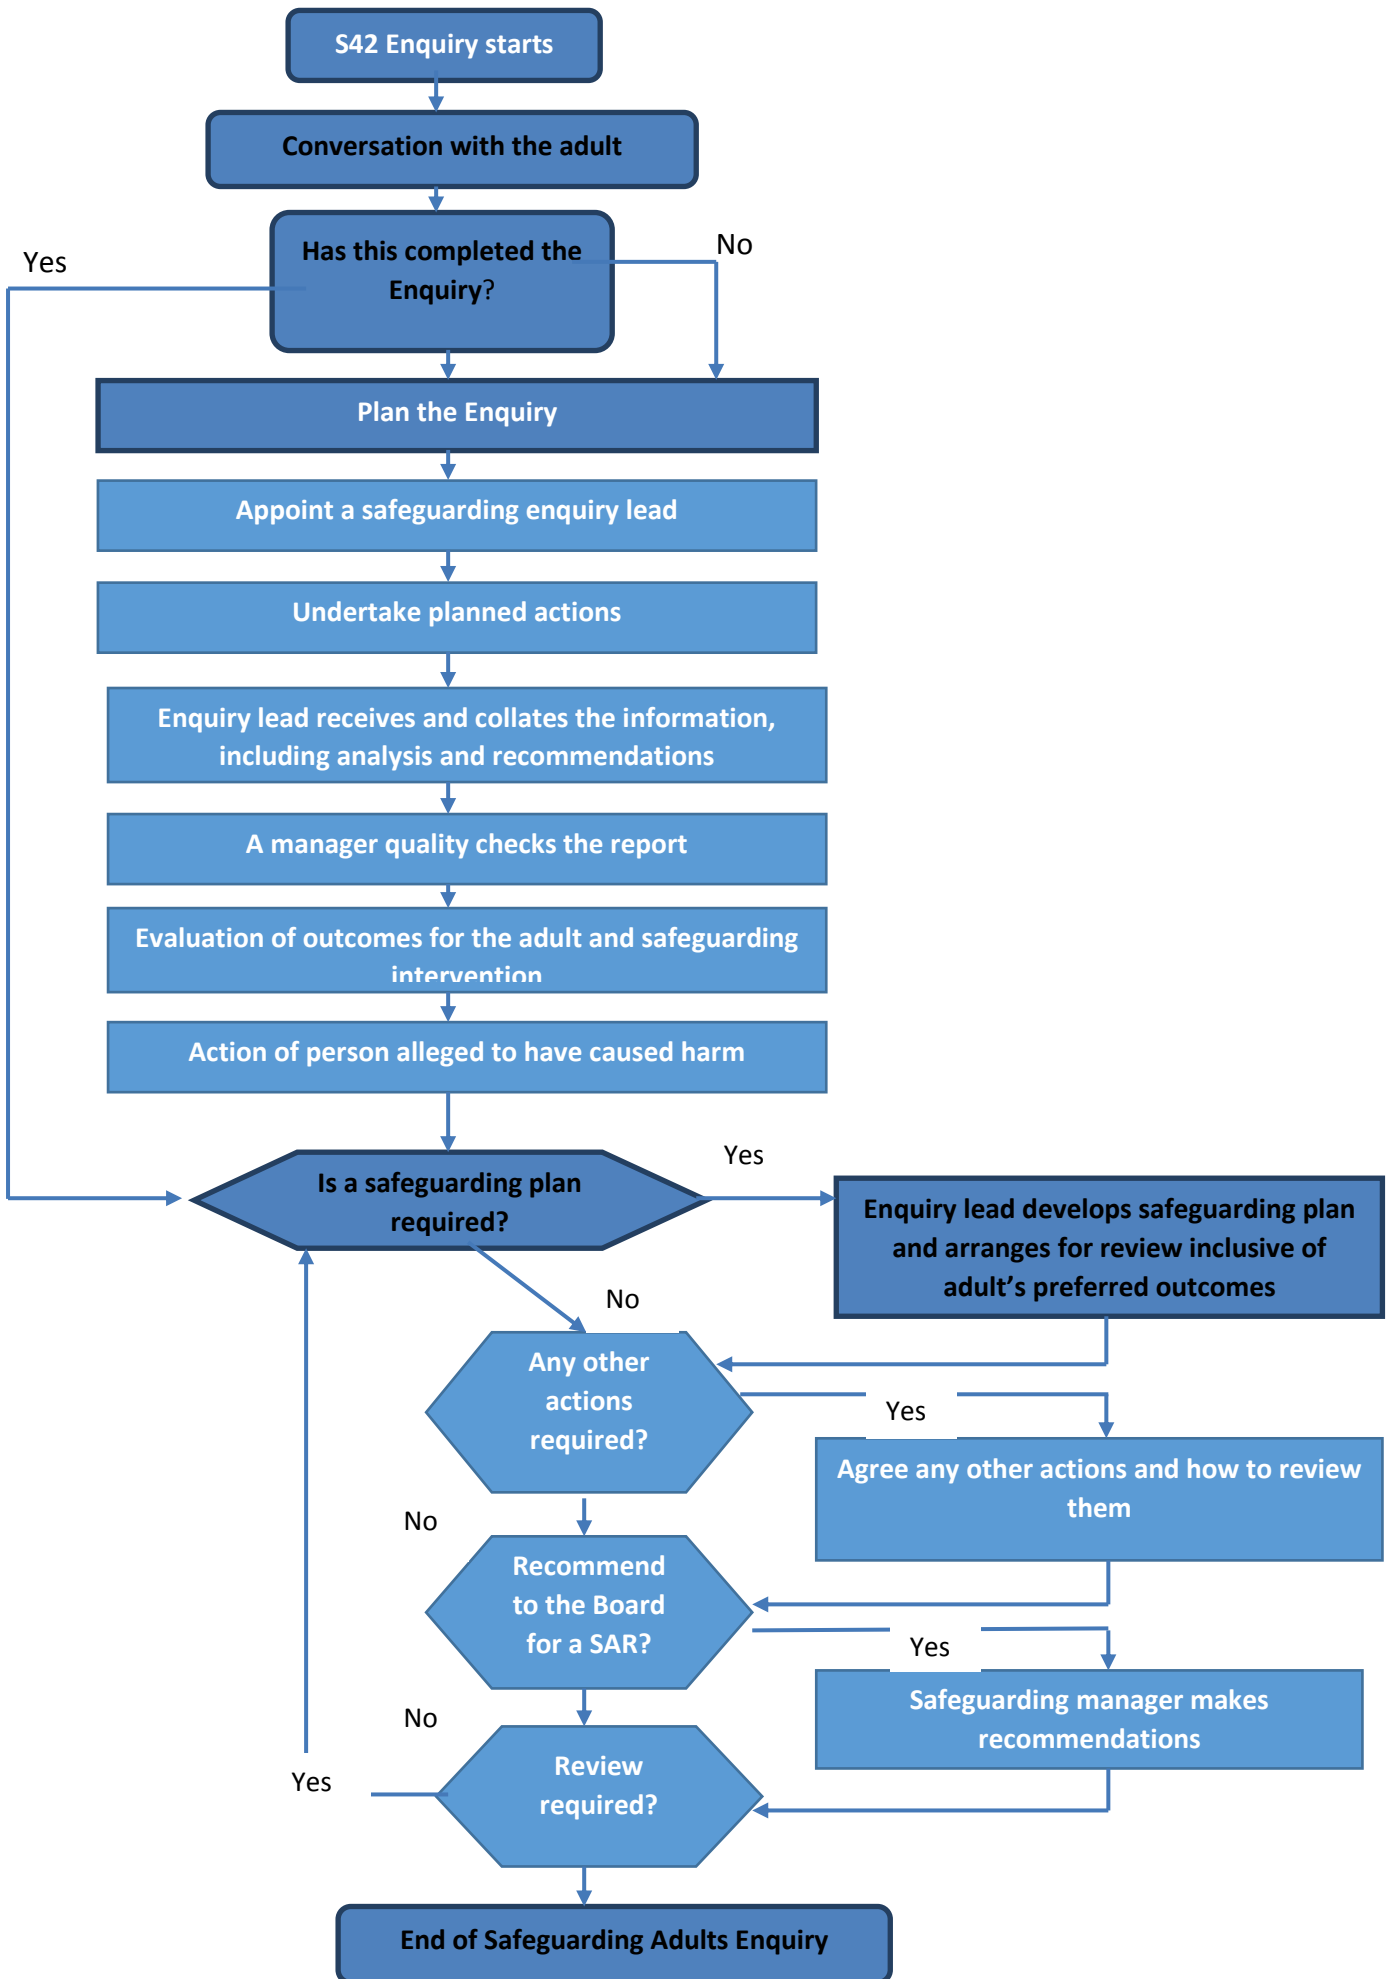 S42 Enquiry starts
Conversation with the adult
Has this completed the
Enquiry?
Yes
No
Plan the Enquiry
Appoint a safeguarding enquiry lead
Undertake planned actions
Enquiry lead receives and collates the information,
including analysis and recommendations
A manager quality checks the report
Evaluation of outcomes for the adult and safeguarding
intervention
Action of person alleged to have caused harm
Is a safeguarding plan
required?
Yes
Enquiry lead develops safeguarding plan
and arranges for review inclusive of
adult’s preferred outcomes
No
Any other
actions
required?
Yes
Agree any other actions and how to review
them
No
Recommend
to the Board
for a SAR?
Yes
Safeguarding manager makes
recommendations
No
Review
required?
Yes
End of Safeguarding Adults Enquiry